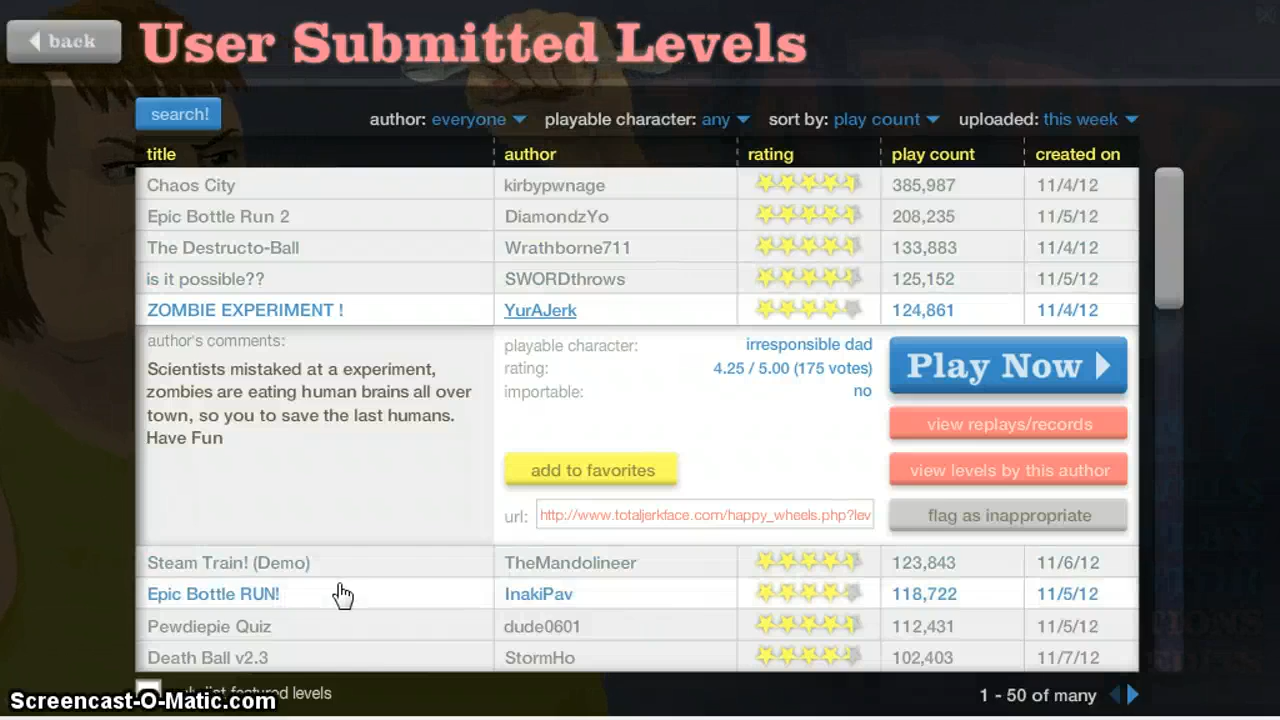 back
User Submitted Levels
search!
author: everyone playable character: any sort by: play count uploaded: this week
title author rating play count created on
Chaos City kirbypwnage 385,987 11/4/12
Epic Bottle Run 2 DiamondzYo 208,235 11/5/12
The Destructo-Ball Wrathborne711 133,883 11/4/12
is it possible?? SWORDthrows 125,152 11/5/12
ZOMBIE EXPERIMENT ! YurAJerk 124,861 11/4/12
author's comments:
Scientists mistaked at a experiment,
zombies are eating human brains all over
town, so you to save the last humans.
Have Fun
playable character: irresponsible dad
rating: 4.25 / 5.00 (175 votes)
importable: no
add to favorites
url: http://www.totaljerkface.com/happy_wheels.php?lev
Play Now
view replays/records
view levels by this author
flag as inappropriate
Steam Train! (Demo) TheMandolineer 123,843 11/6/12
Epic Bottle RUN! InakiPav 118,722 11/5/12
Pewdiepie Quiz dude0601 112,431 11/5/12
Death Ball v2.3 StormHo 102,403 11/7/12
featured levels
1 - 50 of many
Screencast-O-Matic.com